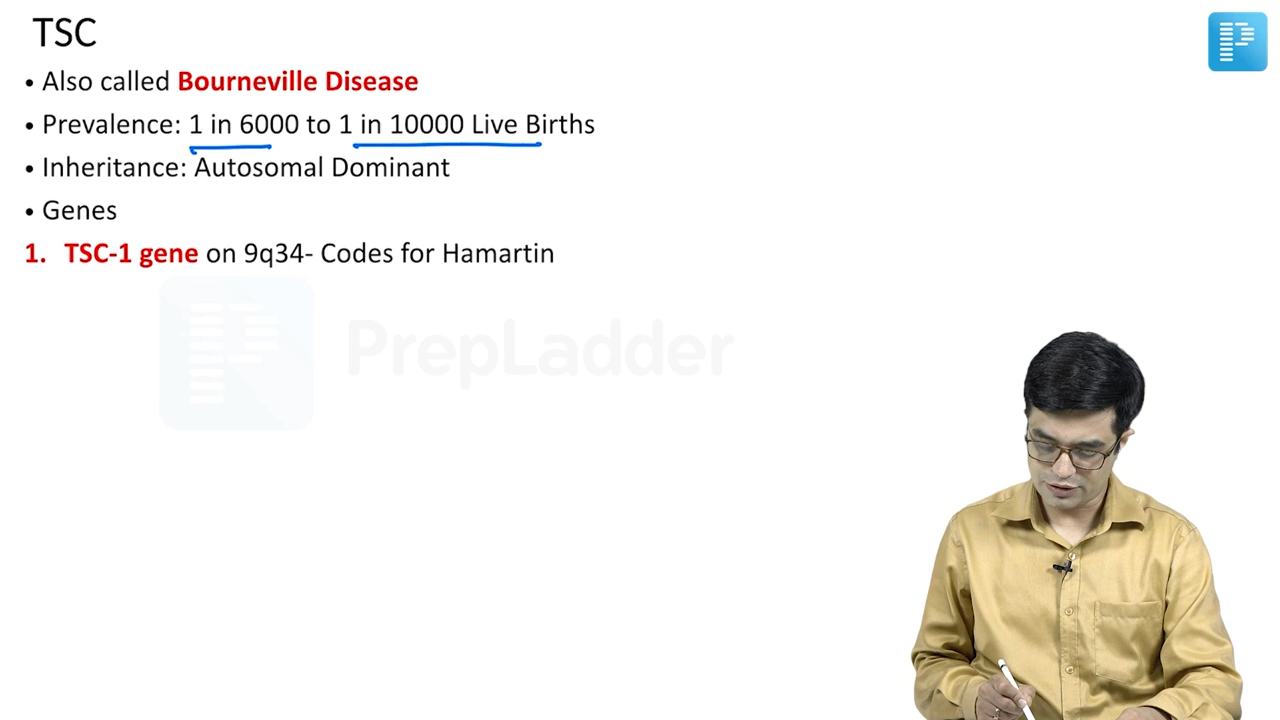 TSC
• Also called Bourneville Disease
• Prevalence: 1 in 6000 to 1 in 10000 Live Births
• Inheritance: Autosomal Dominant
• Genes
1. TSC-1 gene on 9q34- Codes for Hamartin
PrepLadder